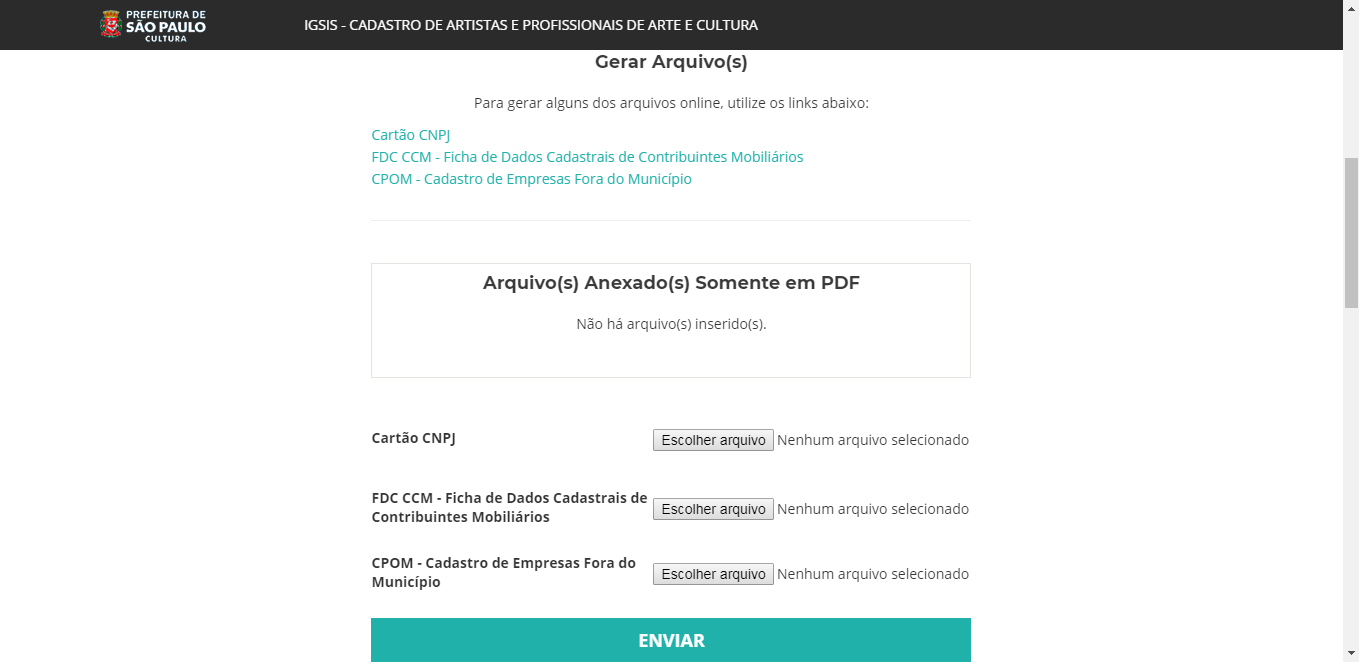 PREFEITURA DE
SÃO PAULO
CULTURA
IGSIS - CADASTRO DE ARTISTAS E PROFISSIONAIS DE ARTE E CULTURA
Gerar Arquivo(s)
Para gerar alguns dos arquivos online, utilize os links abaixo:
Cartão CNPJ
FDC CCM - Ficha de Dados Cadastrais de Contribuintes Mobiliários
CPOM - Cadastro de Empresas Fora do Município
Arquivo(s) Anexado(s) Somente em PDF
Não há arquivo(s) inserido(s).
Cartão CNPJ
Escolher arquivo Nenhum arquivo selecionado
FDC CCM - Ficha de Dados Cadastrais de
Contribuintes Mobiliários
Escolher arquivo Nenhum arquivo selecionado
CPOM - Cadastro de Empresas Fora do
Município
Escolher arquivo Nenhum arquivo selecionado
ENVIAR